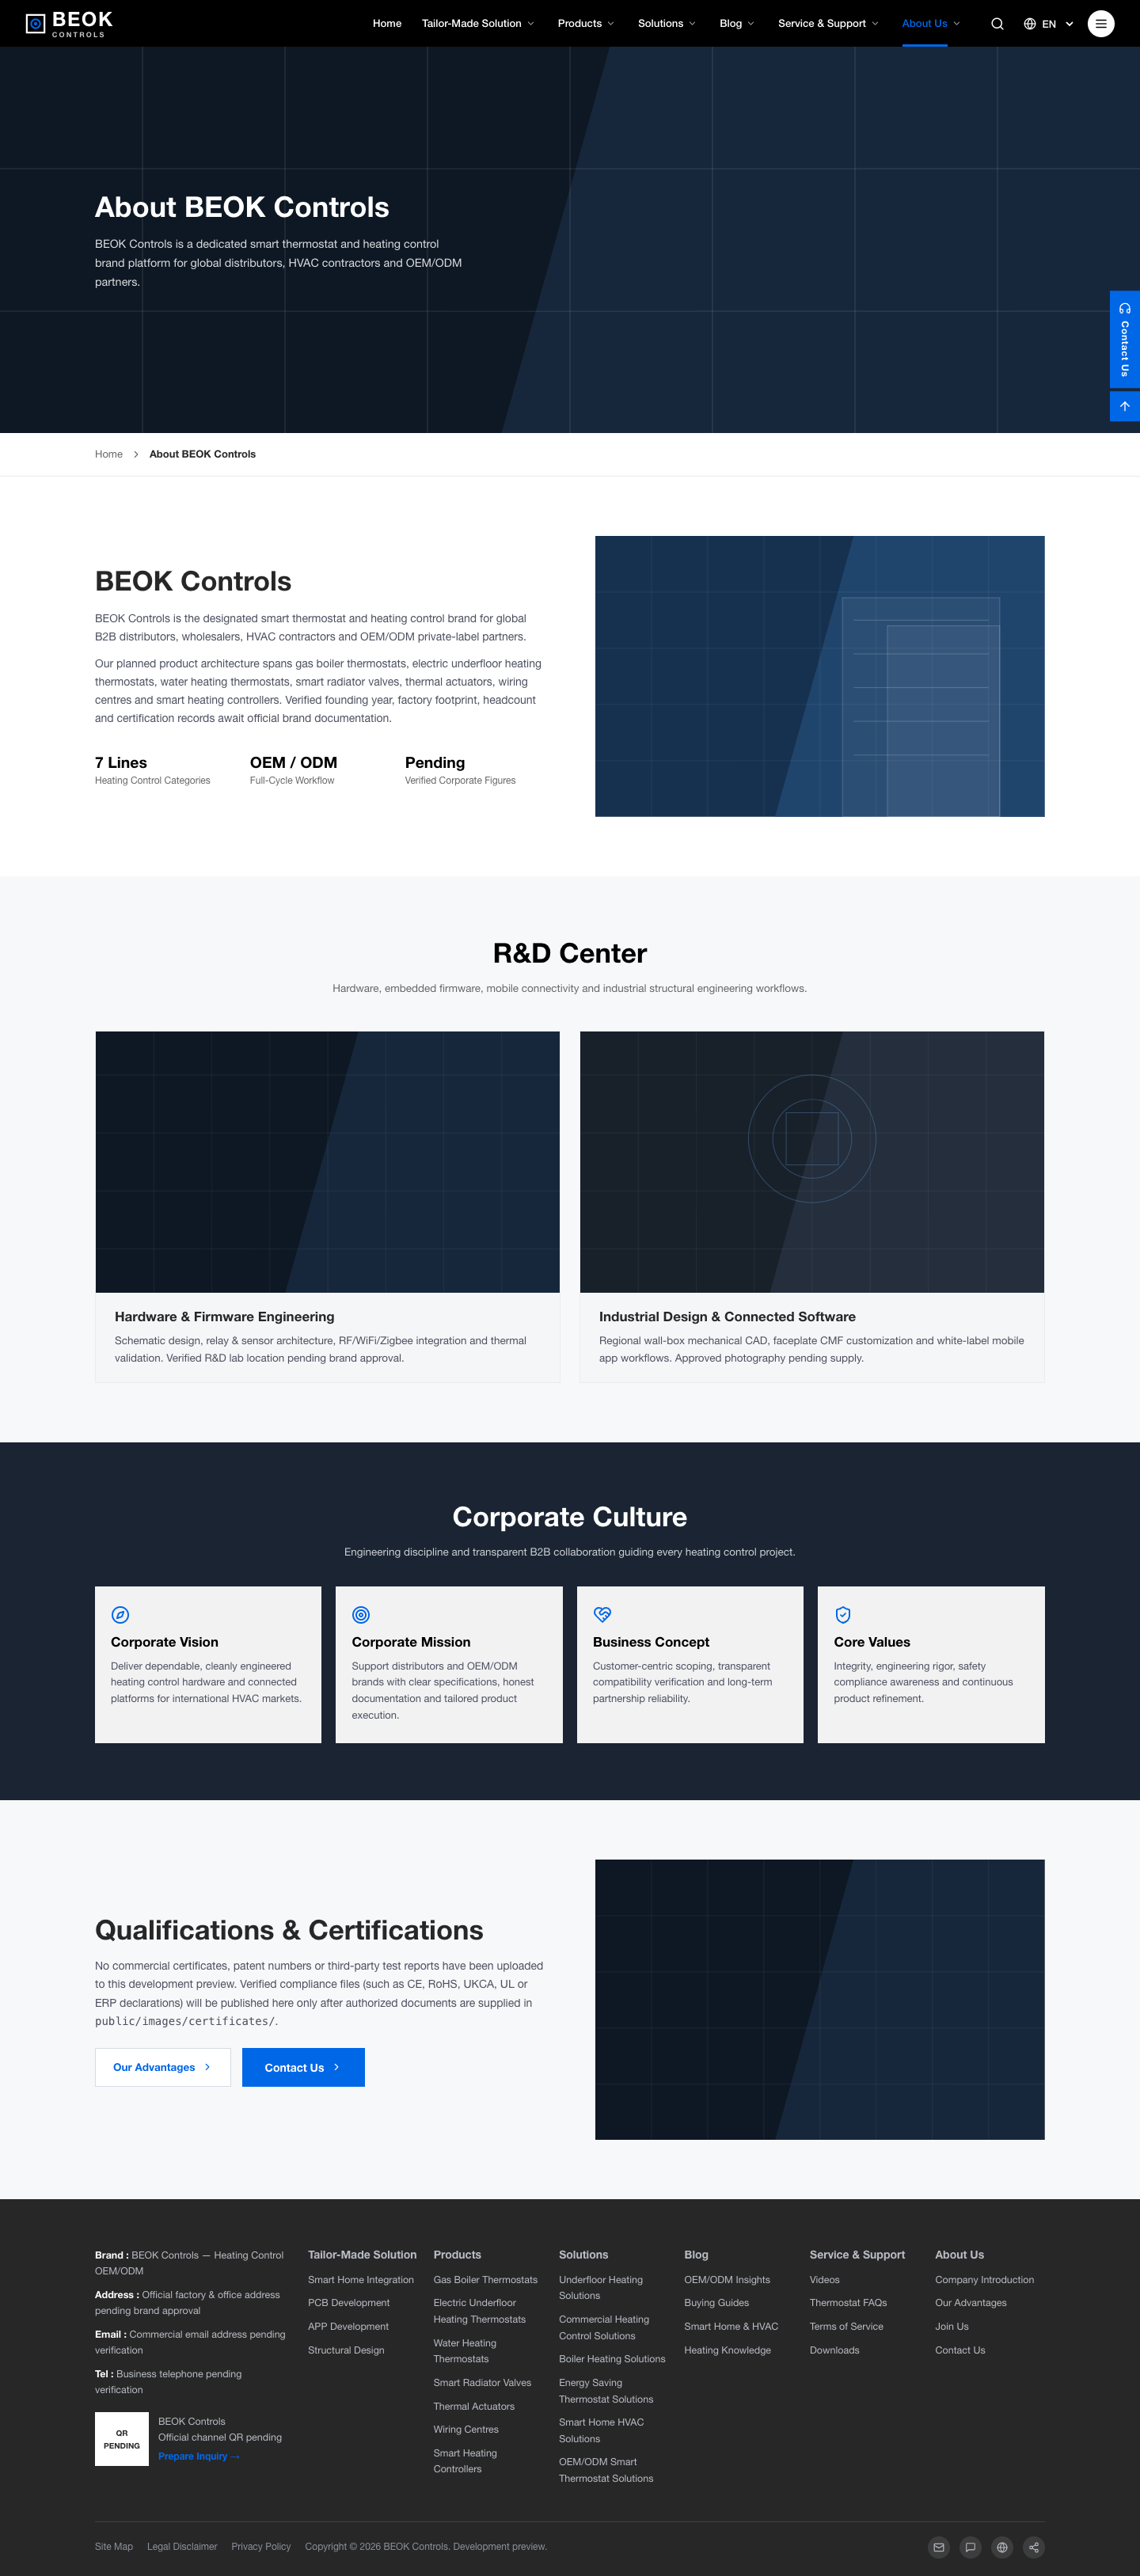 BEOK
CONTROLS
Home
Tailor-Made Solution
Products
Solutions
Blog
Service & Support
About Us
EN
About BEOK Controls
BEOK Controls is a dedicated smart thermostat and heating control
brand platform for global distributors, HVAC contractors and OEM/ODM
partners.
Contact Us
Home
About BEOK Controls
BEOK Controls
BEOK Controls is the designated smart thermostat and heating control brand for global
B2B distributors, wholesalers, HVAC contractors and OEM/ODM private-label partners.
Our planned product architecture spans gas boiler thermostats, electric underfloor heating
thermostats, water heating thermostats, smart radiator valves, thermal actuators, wiring
centres and smart heating controllers. Verified founding year, factory footprint, headcount
and certification records await official brand documentation.
7 Lines
Heating Control Categories
OEM / ODM
Full-Cycle Workflow
Pending
Verified Corporate Figures
R&D Center
Hardware, embedded firmware, mobile connectivity and industrial structural engineering workflows.
Hardware & Firmware Engineering
Schematic design, relay & sensor architecture, RF/WiFi/Zigbee integration and thermal
validation. Verified R&D lab location pending brand approval.
Industrial Design & Connected Software
Regional wall-box mechanical CAD, faceplate CMF customization and white-label mobile
app workflows. Approved photography pending supply.
Corporate Culture
Engineering discipline and transparent B2B collaboration guiding every heating control project.
Corporate Vision
Deliver dependable, cleanly engineered
heating control hardware and connected
platforms for international HVAC markets.
Corporate Mission
Support distributors and OEM/ODM
brands with clear specifications, honest
documentation and tailored product
execution.
Business Concept
Customer-centric scoping, transparent
compatibility verification and long-term
partnership reliability.
Core Values
Integrity, engineering rigor, safety
compliance awareness and continuous
product refinement.
Qualifications & Certifications
No commercial certificates, patent numbers or third-party test reports have been uploaded
to this development preview. Verified compliance files (such as CE, RoHS, UKCA, UL or
ERP declarations) will be published here only after authorized documents are supplied in
public/images/certificates/.
Our Advantages
Contact Us
Brand : BEOK Controls — Heating Control
OEM/ODM
Address : Official factory & office address
pending brand approval
Email : Commercial email address pending
verification
Tel : Business telephone pending
verification
QR
PENDING
BEOK Controls
Official channel QR pending
Prepare Inquiry →
Tailor-Made Solution
Smart Home Integration
PCB Development
APP Development
Structural Design
Products
Gas Boiler Thermostats
Electric Underfloor
Heating Thermostats
Water Heating
Thermostats
Smart Radiator Valves
Thermal Actuators
Wiring Centres
Smart Heating
Controllers
Solutions
Underfloor Heating
Solutions
Commercial Heating
Control Solutions
Boiler Heating Solutions
Energy Saving
Thermostat Solutions
Smart Home HVAC
Solutions
OEM/ODM Smart
Thermostat Solutions
Blog
OEM/ODM Insights
Buying Guides
Smart Home & HVAC
Heating Knowledge
Service & Support
Videos
Thermostat FAQs
Terms of Service
Downloads
About Us
Company Introduction
Our Advantages
Join Us
Contact Us
Site Map
Legal Disclaimer
Privacy Policy
Copyright © 2026 BEOK Controls. Development preview.